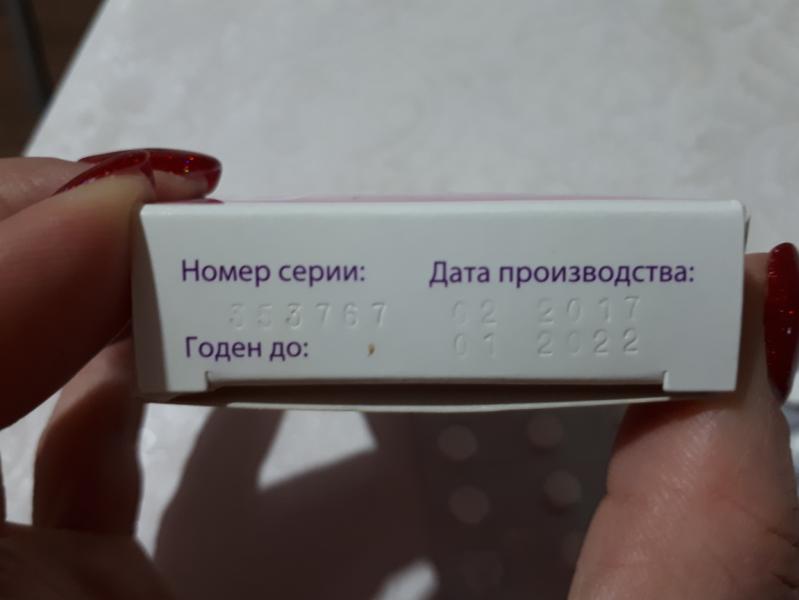 Номер серии: Дата производства:
353767 02 2017
Годен до: 01 2022